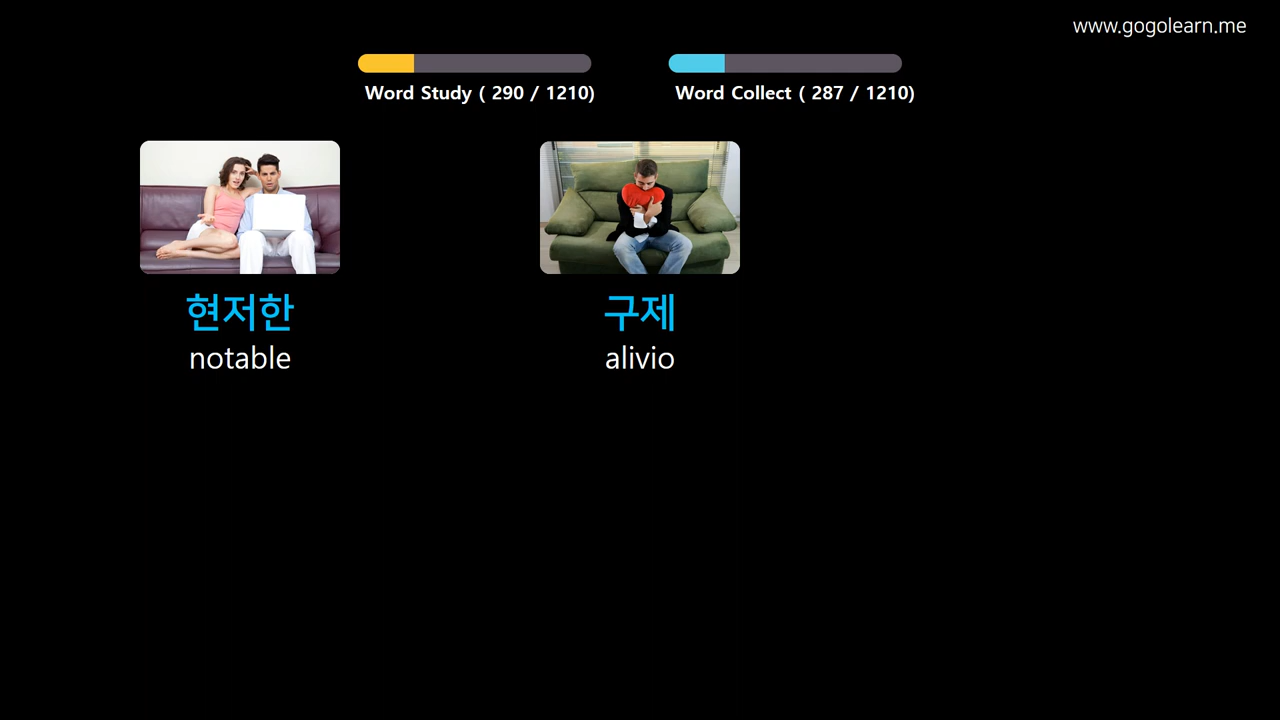 www.gogolearn.me
Word Study ( 290 / 1210)
Word Collect ( 287 / 1210)
현저한
notable
구제
alivio